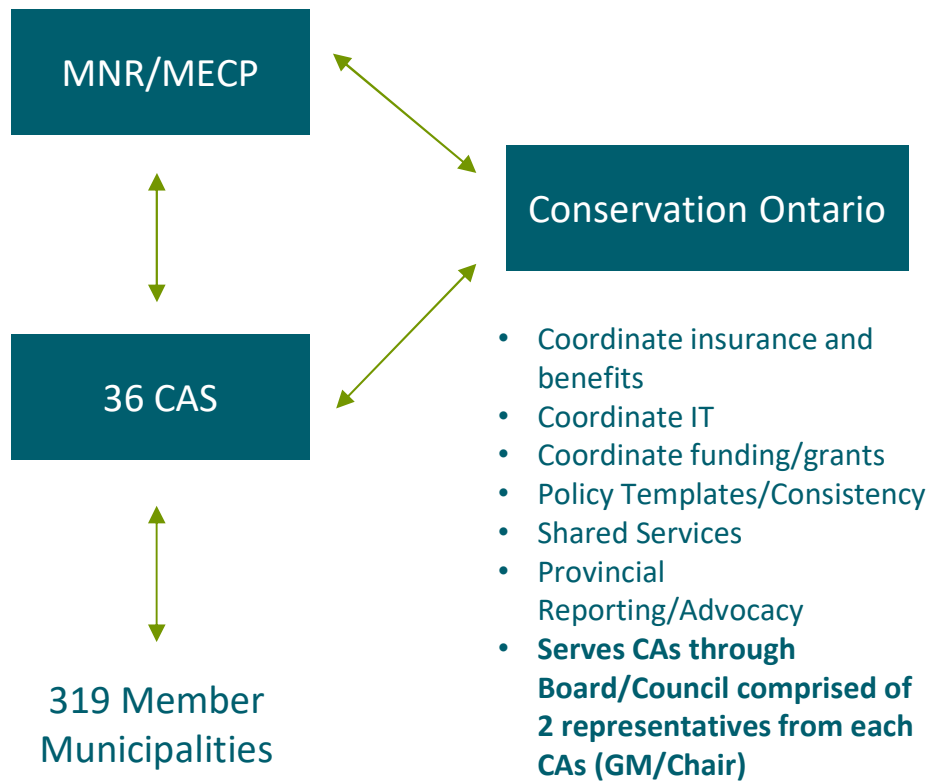 MNR/MECP
Conservation Ontario
36 CAS
319 Member
Municipalities
• Coordinate insurance and
benefits
• Coordinate IT
• Coordinate funding/grants
• Policy Templates/Consistency
• Shared Services
• Provincial
Reporting/Advocacy
• Serves CAs through
Board/Council comprised of
2 representatives from each
CAs (GM/Chair)